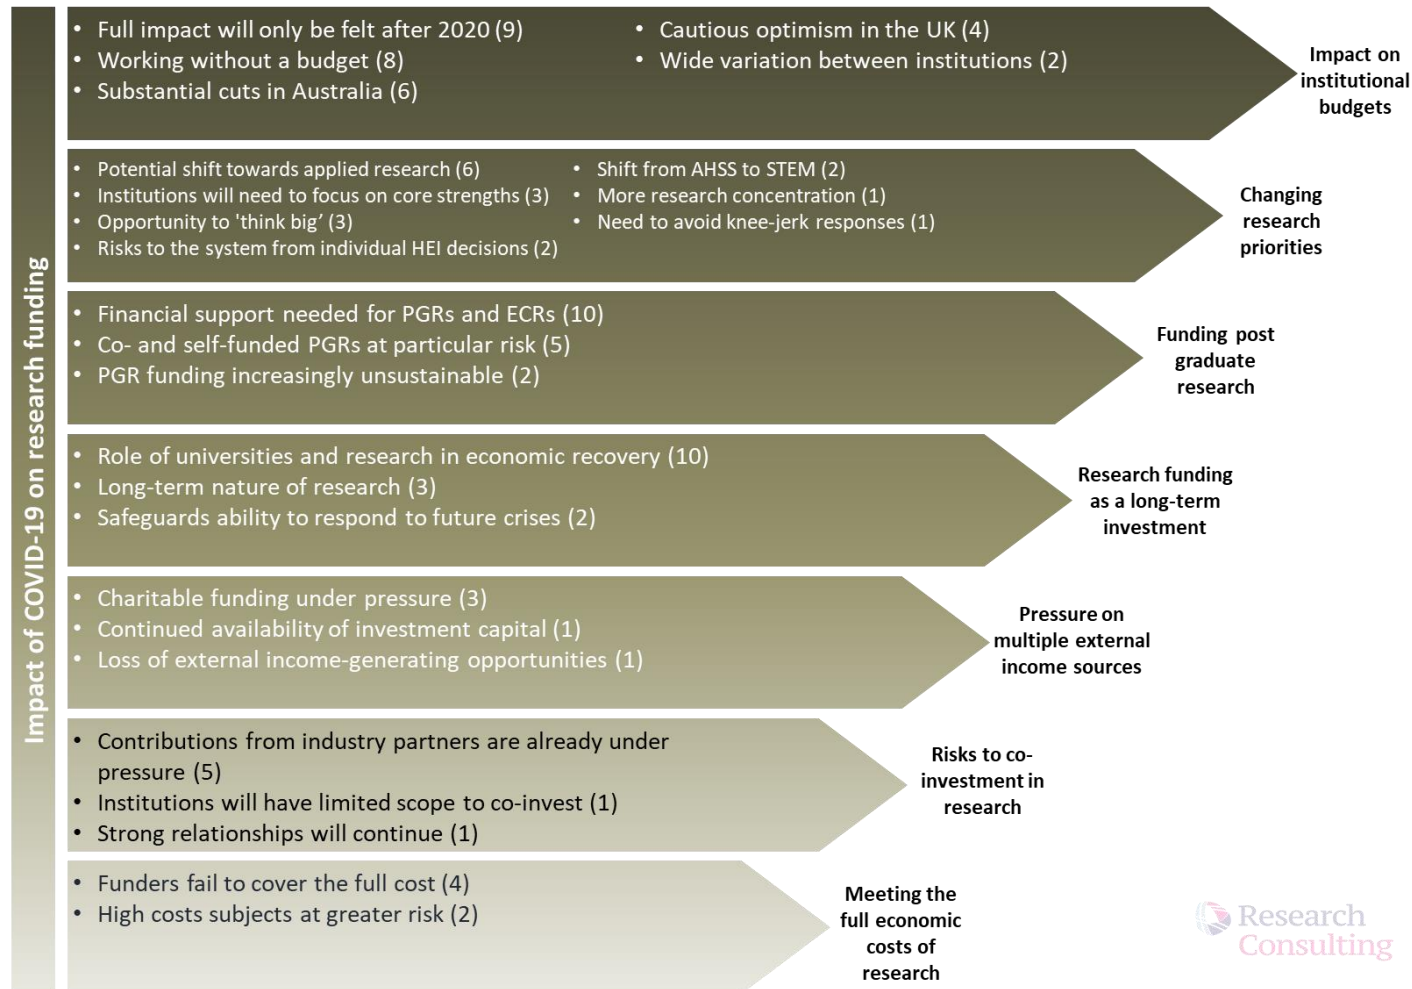 Impact of COVID-19 on research funding
• Full impact will only be felt after 2020 (9)
• Working without a budget (8)
• Substantial cuts in Australia (6)
• Cautious optimism in the UK (4)
• Wide variation between institutions (2)
Impact on
institutional
budgets
• Potential shift towards applied research (6)
• Institutions will need to focus on core strengths (3)
• Opportunity to 'think big’ (3)
• Risks to the system from individual HEI decisions (2)
• Shift from AHSS to STEM (2)
• More research concentration (1)
• Need to avoid knee-jerk responses (1)
Changing
research
priorities
• Financial support needed for PGRs and ECRs (10)
• Co- and self-funded PGRs at particular risk (5)
• PGR funding increasingly unsustainable (2)
Funding post
graduate
research
• Role of universities and research in economic recovery (10)
• Long-term nature of research (3)
• Safeguards ability to respond to future crises (2)
Research funding
as a long-term
investment
• Charitable funding under pressure (3)
• Continued availability of investment capital (1)
• Loss of external income-generating opportunities (1)
Pressure on
multiple external
income sources
• Contributions from industry partners are already under
pressure (5)
• Institutions will have limited scope to co-invest (1)
• Strong relationships will continue (1)
Risks to co-
investment in
research
• Funders fail to cover the full cost (4)
• High costs subjects at greater risk (2)
Meeting the
full economic
costs of
research
Research
Consulting